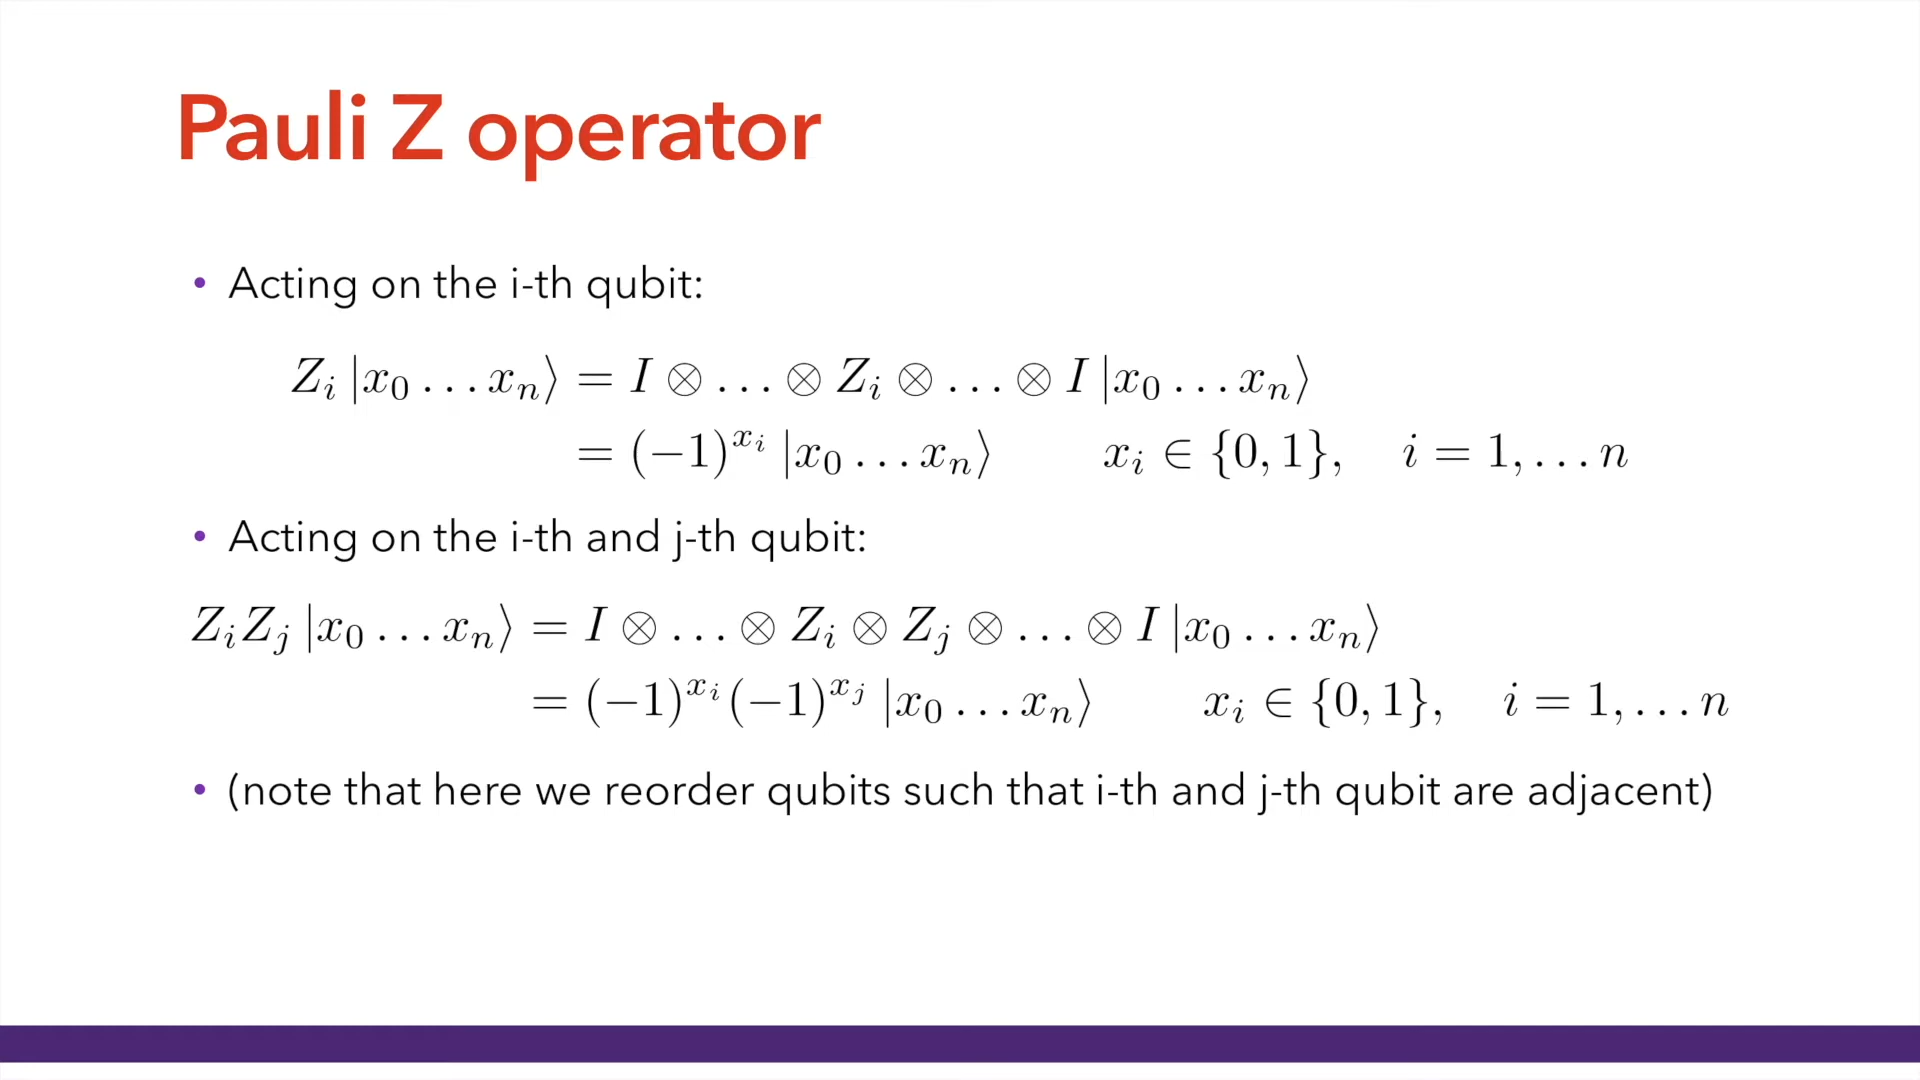 Pauli Z operator
• Acting on the i-th qubit:
Z_i |x_0 ... x_n⟩ = I ⊗ ... ⊗ Z_i ⊗ ... ⊗ I |x_0 ... x_n⟩
= (−1)^{x_i} |x_0 ... x_n⟩ x_i ∈ {0, 1}, i = 1, ... n
• Acting on the i-th and j-th qubit:
Z_i Z_j |x_0 ... x_n⟩ = I ⊗ ... ⊗ Z_i ⊗ Z_j ⊗ ... ⊗ I |x_0 ... x_n⟩
= (−1)^{x_i} (−1)^{x_j} |x_0 ... x_n⟩ x_i ∈ {0, 1}, i = 1, ... n
• (note that here we reorder qubits such that i-th and j-th qubit are adjacent)